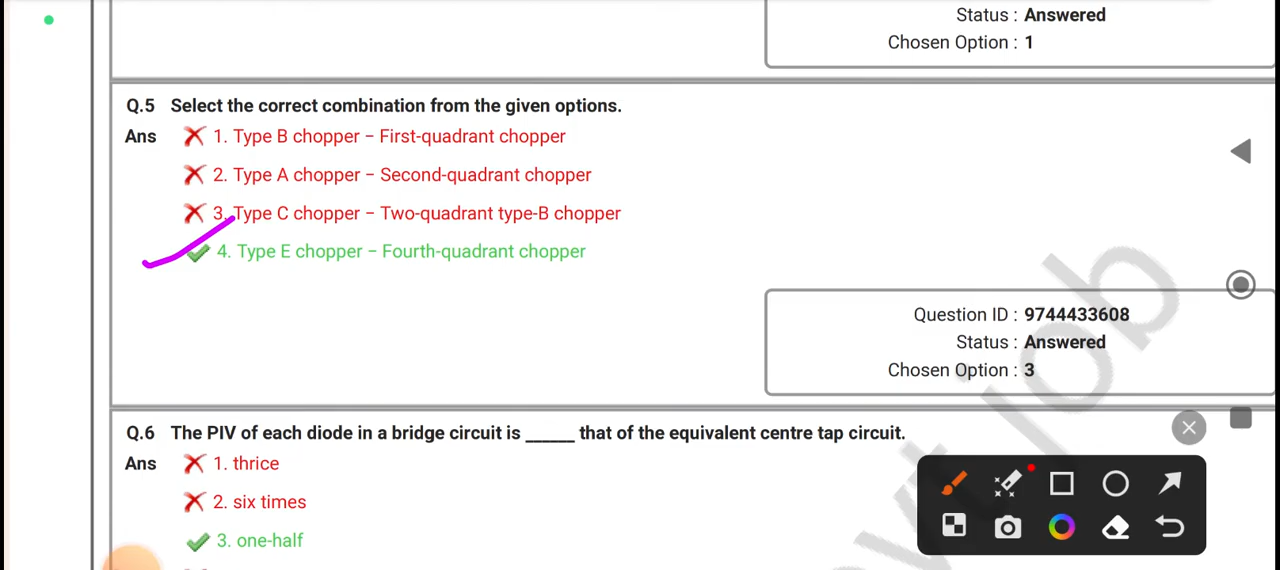 Status : Answered
Chosen Option : 1
Q.5 Select the correct combination from the given options.
Ans 1. Type B chopper – First-quadrant chopper
2. Type A chopper – Second-quadrant chopper
3. Type C chopper – Two-quadrant type-B chopper
4. Type E chopper – Fourth-quadrant chopper
Question ID : 9744433608
Status : Answered
Chosen Option : 3
Q.6 The PIV of each diode in a bridge circuit is ______ that of the equivalent centre tap circuit.
Ans 1. thrice
2. six times
3. one-half
job